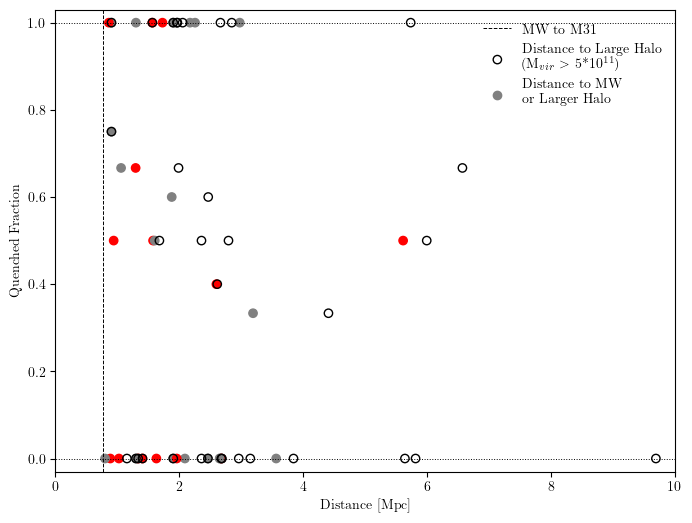 1.0
0.8
0.6
0.4
0.2
0.0
Quenched Fraction
MW to M31
Distance to Large Halo
(M_{vir} > 5*10^{11})
Distance to MW
or Larger Halo
0 2 4 6 8 10
Distance [Mpc]